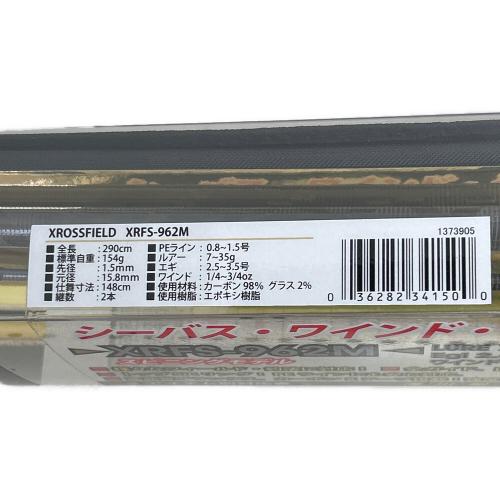 XROSSFIELD XRFS-962M
1373905
■全長 : 290cm ■PEライン : 0.8~1.5号
■標準自重 : 154g ■ルアー : 7~35g
■先径 : 1.5mm ■エギ : 2.5~3.5号
■元径 : 15.8mm ■ワインド : 1/4~3/4oz
■仕舞寸法 : 148cm ■使用材料 : カーボン 98% グラス 2%
■継数 : 2本 ■使用樹脂 : エポキシ樹脂
0 36282 34150 0
シーバス・ワインド・
XRFS-962M